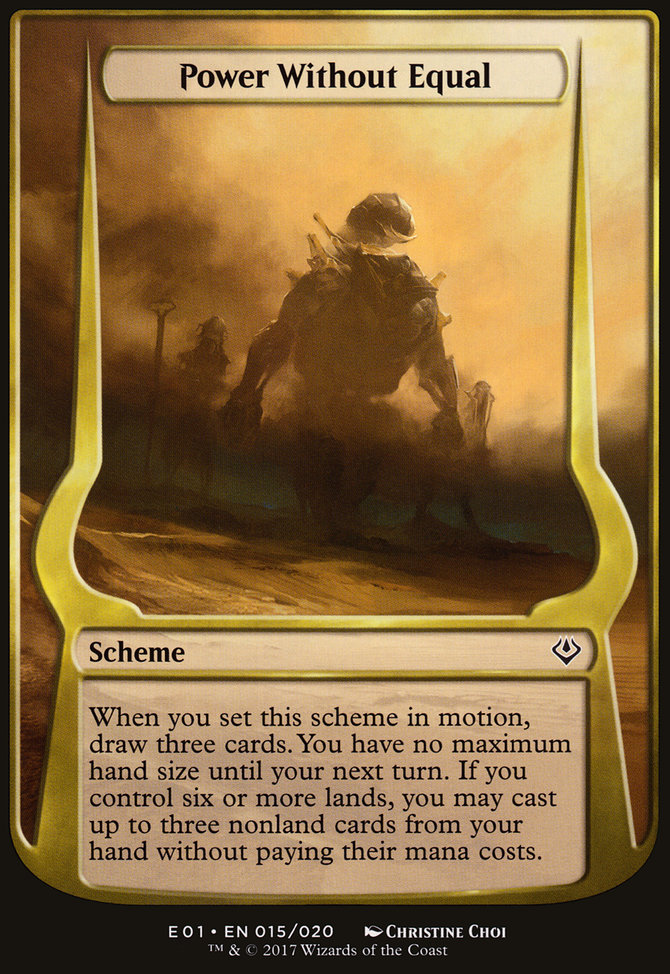 Power Without Equal
Scheme
When you set this scheme in motion,
draw three cards. You have no maximum
hand size until your next turn. If you
control six or more lands, you may cast
up to three nonland cards from your
hand without paying their mana costs.
E01 • EN 015/020 Christine Choi
™ & © 2017 Wizards of the Coast